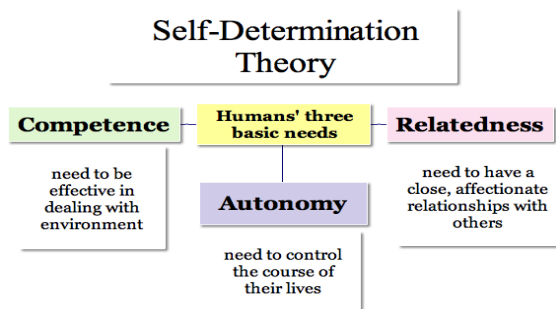 Self-Determination
Theory
Humans' three
basic needs
Competence
need to be
effective in
dealing with
environment
Autonomy
need to control
the course of
their lives
Relatedness
need to have a
close, affectionate
relationships with
others